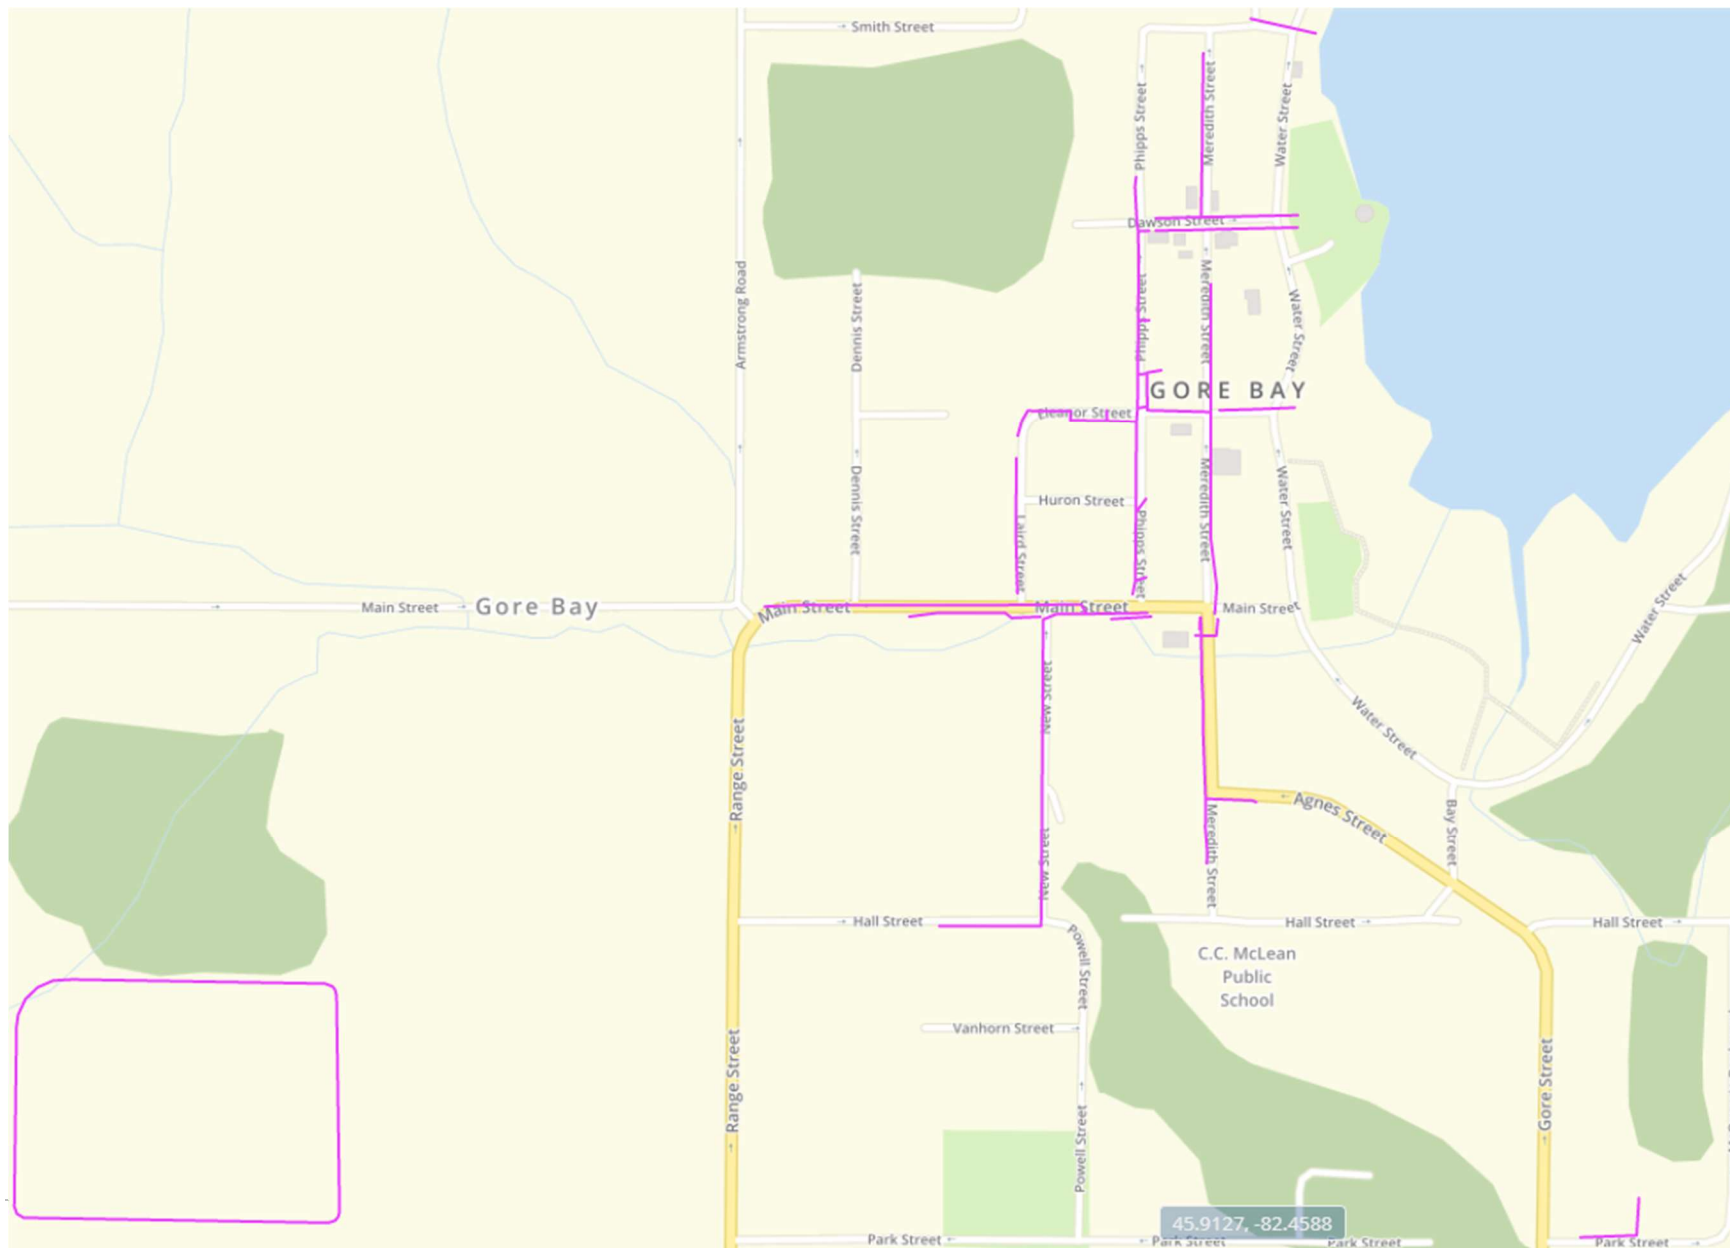 Smith Street
Phipps Street
Meredith Street
Water Street
Dawson Street
Armstrong Road
Dennis Street
Phipps Street
Meredith Street
Water Street
GORE BAY
Eleanor Street
Dennis Street
Huron Street
Laird Street
Phipps Street
Meredith Street
Water Street
Main Street
Gore Bay
Main Street
Main Street
Main Street
Water Street
New Street
Water Street
Range Street
Agnes Street
Bay Street
New Street
Meredith Street
Hall Street
Hall Street
Hall Street
Powell Street
C.C. McLean
Public
School
Vanhorn Street
Range Street
Gore Street
Powell Street
45.9127, -82.4588
Park Street
Park Street
Park Street
Park Street